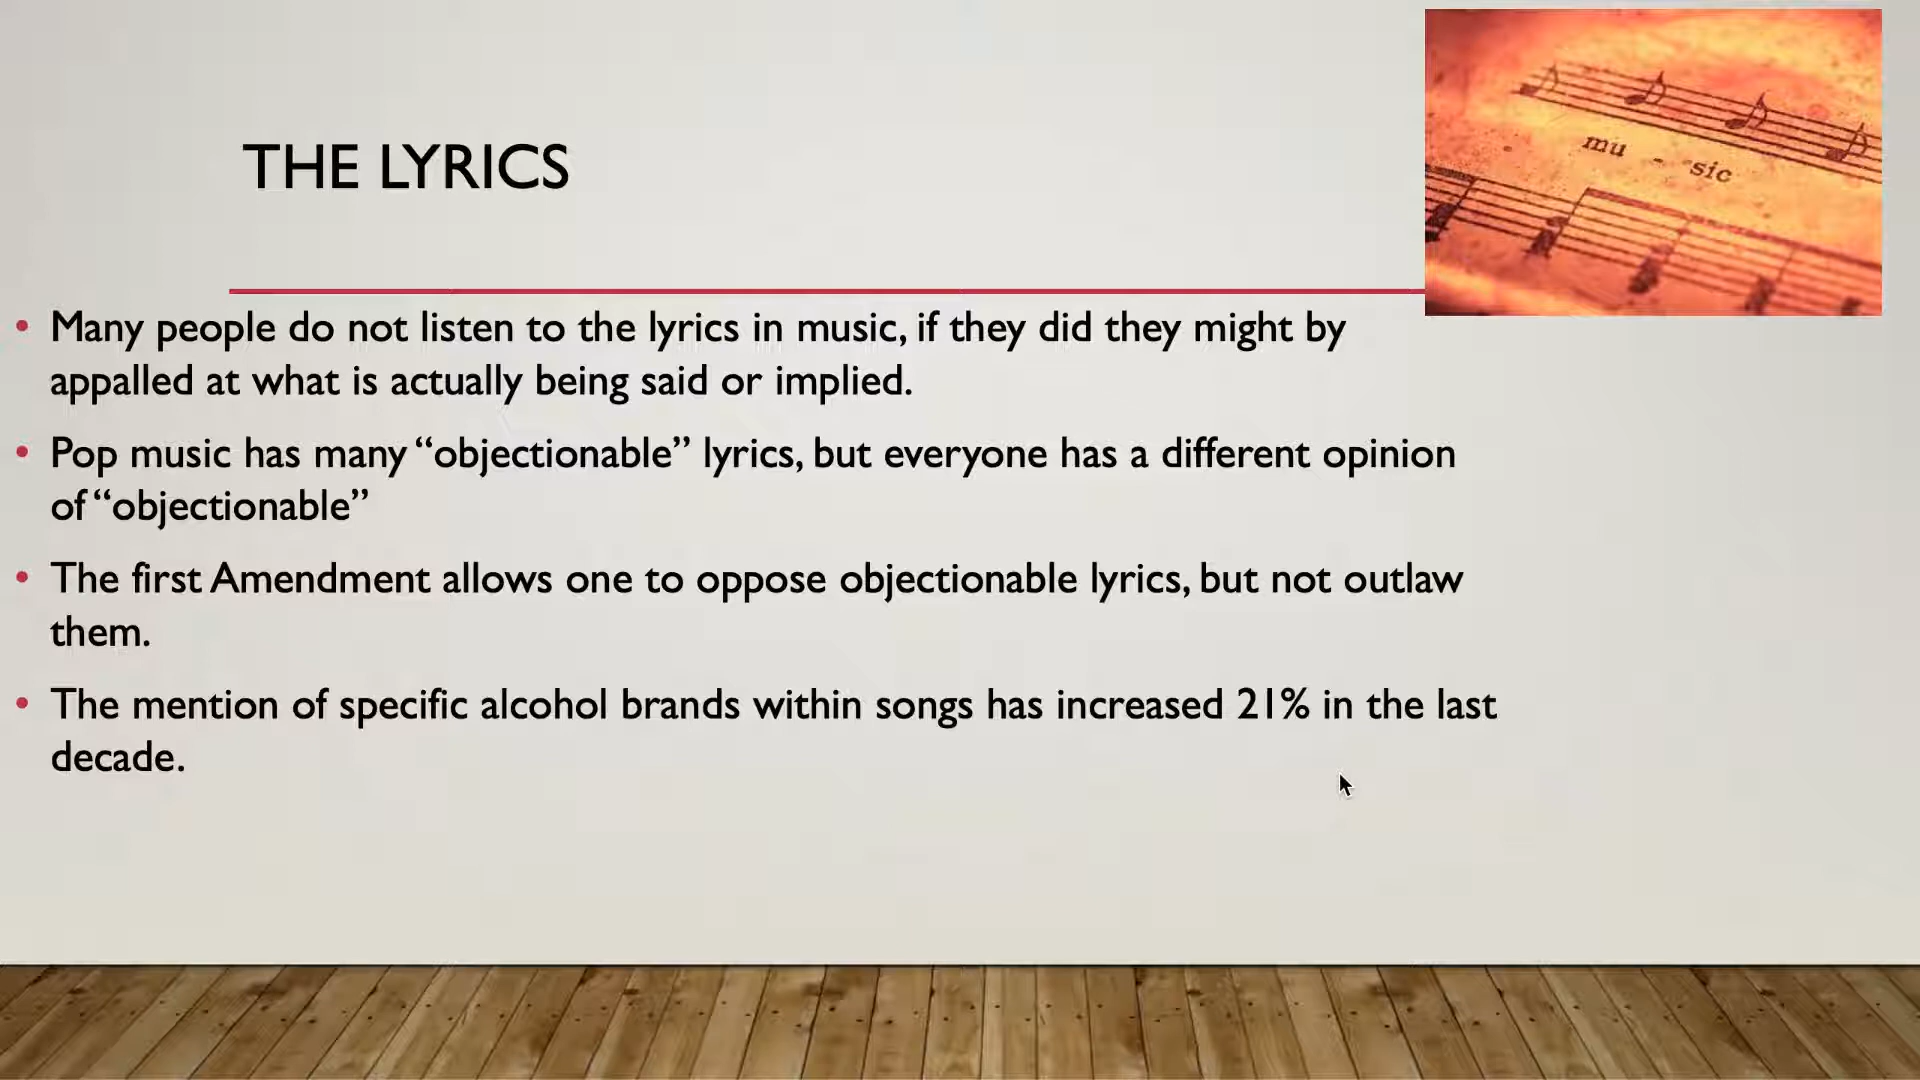 mu - sic
THE LYRICS
• Many people do not listen to the lyrics in music, if they did they might by
appalled at what is actually being said or implied.
• Pop music has many “objectionable” lyrics, but everyone has a different opinion
of “objectionable”
• The first Amendment allows one to oppose objectionable lyrics, but not outlaw
them.
• The mention of specific alcohol brands within songs has increased 21% in the last
decade.